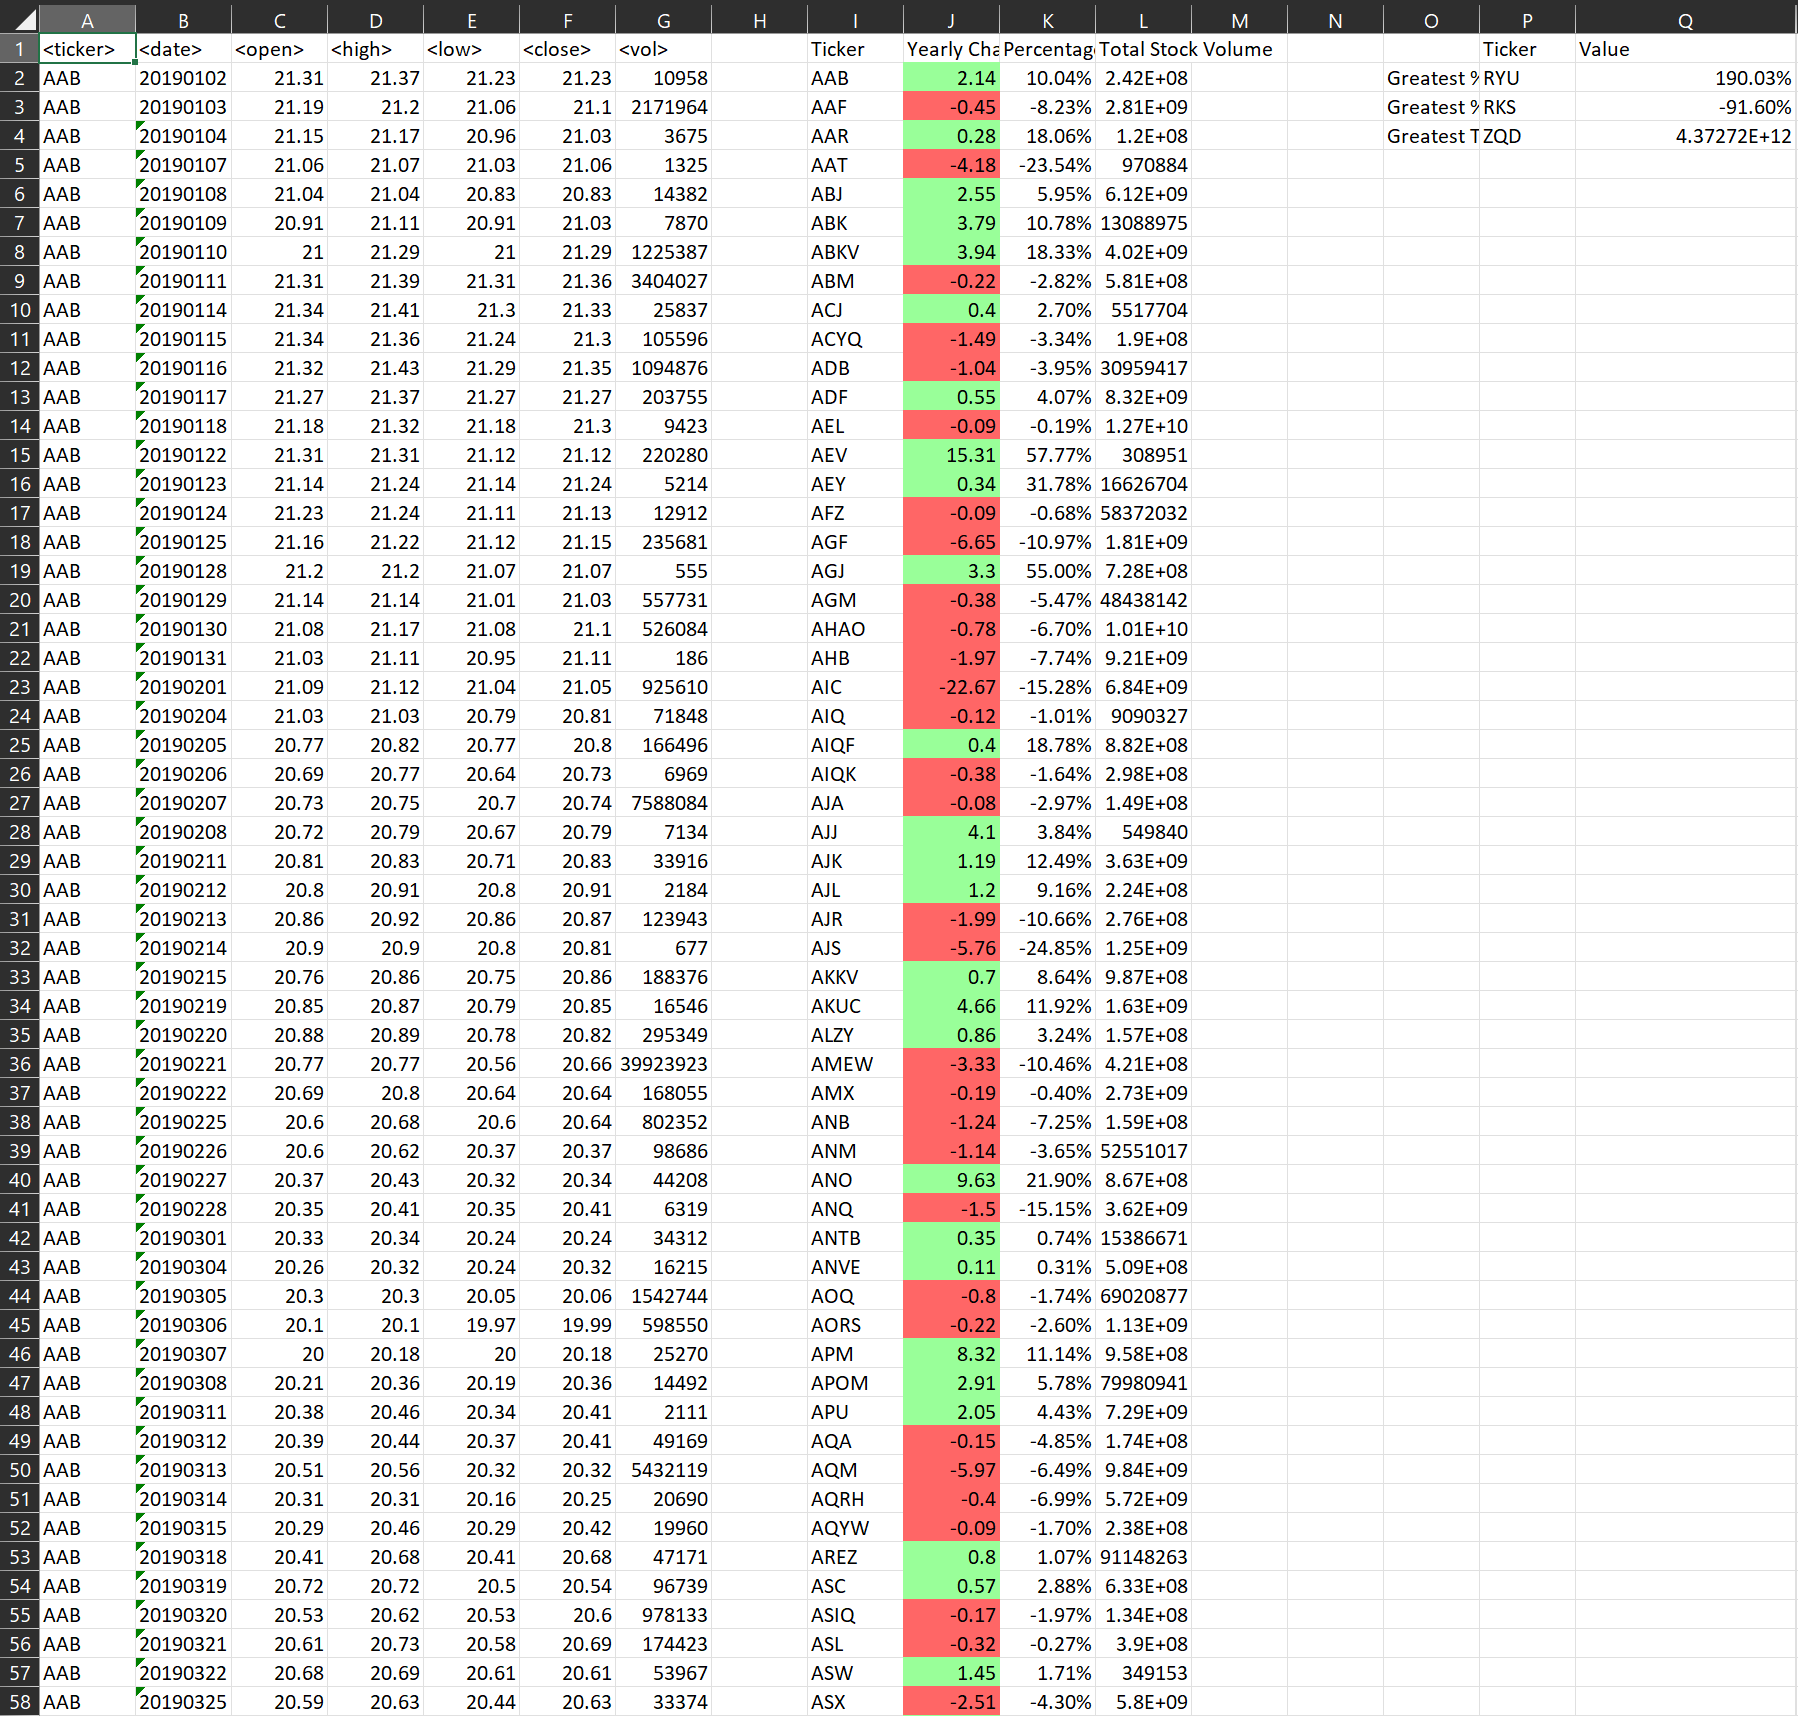 A B C D E F G H I J K L M N O P Q
1 <ticker> <date> <open> <high> <low> <close> <vol> Ticker Yearly Cha Percentag Total Stock Volume Ticker Value
2 AAB 20190102 21.31 21.37 21.23 21.23 10958 AAB 2.14 10.04% 2.42E+08 Greatest % RYU 190.03%
3 AAB 20190103 21.19 21.2 21.06 21.1 2171964 AAF -0.45 -8.23% 2.81E+09 Greatest % RKS -91.60%
4 AAB 20190104 21.15 21.17 20.96 21.03 3675 AAR 0.28 18.06% 1.2E+08 Greatest T ZQD 4.37272E+12
5 AAB 20190107 21.06 21.07 21.03 21.06 1325 AAT -4.18 -23.54% 970884
6 AAB 20190108 21.04 21.04 20.83 20.83 14382 ABJ 2.55 5.95% 6.12E+09
7 AAB 20190109 20.91 21.11 20.91 21.03 7870 ABK 3.79 10.78% 13088975
8 AAB 20190110 21 21.29 21 21.29 1225387 ABKV 3.94 18.33% 4.02E+09
9 AAB 20190111 21.31 21.39 21.31 21.36 3404027 ABM -0.22 -2.82% 5.81E+08
10 AAB 20190114 21.34 21.41 21.3 21.33 25837 ACJ 0.4 2.70% 5517704
11 AAB 20190115 21.34 21.36 21.24 21.3 105596 ACYQ -1.49 -3.34% 1.9E+08
12 AAB 20190116 21.32 21.43 21.29 21.35 1094876 ADB -1.04 -3.95% 30959417
13 AAB 20190117 21.27 21.37 21.27 21.27 203755 ADF 0.55 4.07% 8.32E+09
14 AAB 20190118 21.18 21.32 21.18 21.3 9423 AEL -0.09 -0.19% 1.27E+10
15 AAB 20190122 21.31 21.31 21.12 21.12 220280 AEV 15.31 57.77% 308951
16 AAB 20190123 21.14 21.24 21.14 21.24 5214 AEY 0.34 31.78% 16626704
17 AAB 20190124 21.23 21.24 21.11 21.13 12912 AFZ -0.09 -0.68% 58372032
18 AAB 20190125 21.16 21.22 21.12 21.15 235681 AGF -6.65 -10.97% 1.81E+09
19 AAB 20190128 21.2 21.2 21.07 21.07 555 AGJ 3.3 55.00% 7.28E+08
20 AAB 20190129 21.14 21.14 21.01 21.03 557731 AGM -0.38 -5.47% 48438142
21 AAB 20190130 21.08 21.17 21.08 21.1 526084 AHAO -0.78 -6.70% 1.01E+10
22 AAB 20190131 21.03 21.11 20.95 21.11 186 AHB -1.97 -7.74% 9.21E+09
23 AAB 20190201 21.09 21.12 21.04 21.05 925610 AIC -22.67 -15.28% 6.84E+09
24 AAB 20190204 21.03 21.03 20.79 20.81 71848 AIQ -0.12 -1.01% 9090327
25 AAB 20190205 20.77 20.82 20.77 20.8 166496 AIQF 0.4 18.78% 8.82E+08
26 AAB 20190206 20.69 20.77 20.64 20.73 6969 AIQK -0.38 -1.64% 2.98E+08
27 AAB 20190207 20.73 20.75 20.7 20.74 7588084 AJA -0.08 -2.97% 1.49E+08
28 AAB 20190208 20.72 20.79 20.67 20.79 7134 AJJ 4.1 3.84% 549840
29 AAB 20190211 20.81 20.83 20.71 20.83 33916 AJK 1.19 12.49% 3.63E+09
30 AAB 20190212 20.8 20.91 20.8 20.91 2184 AJL 1.2 9.16% 2.24E+08
31 AAB 20190213 20.86 20.92 20.86 20.87 123943 AJR -1.99 -10.66% 2.76E+08
32 AAB 20190214 20.9 20.9 20.8 20.81 677 AJS -5.76 -24.85% 1.25E+09
33 AAB 20190215 20.76 20.86 20.75 20.86 188376 AKKV 0.7 8.64% 9.87E+08
34 AAB 20190219 20.85 20.87 20.79 20.85 16546 AKUC 4.66 11.92% 1.63E+09
35 AAB 20190220 20.88 20.89 20.78 20.82 295349 ALZY 0.86 3.24% 1.57E+08
36 AAB 20190221 20.77 20.77 20.56 20.66 39923923 AMEW -3.33 -10.46% 4.21E+08
37 AAB 20190222 20.69 20.8 20.64 20.64 168055 AMX -0.19 -0.40% 2.73E+09
38 AAB 20190225 20.6 20.68 20.6 20.64 802352 ANB -1.24 -7.25% 1.59E+08
39 AAB 20190226 20.6 20.62 20.37 20.37 98686 ANM -1.14 -3.65% 52551017
40 AAB 20190227 20.37 20.43 20.32 20.34 44208 ANO 9.63 21.90% 8.67E+08
41 AAB 20190228 20.35 20.41 20.35 20.41 6319 ANQ -1.5 -15.15% 3.62E+09
42 AAB 20190301 20.33 20.34 20.24 20.24 34312 ANTB 0.35 0.74% 15386671
43 AAB 20190304 20.26 20.32 20.24 20.32 16215 ANVE 0.11 0.31% 5.09E+08
44 AAB 20190305 20.3 20.3 20.05 20.06 1542744 AOQ -0.8 -1.74% 69020877
45 AAB 20190306 20.1 20.1 19.97 19.99 598550 AORS -0.22 -2.60% 1.13E+09
46 AAB 20190307 20 20.18 20 20.18 25270 APM 8.32 11.14% 9.58E+08
47 AAB 20190308 20.21 20.36 20.19 20.36 14492 APOM 2.91 5.78% 79980941
48 AAB 20190311 20.38 20.46 20.34 20.41 2111 APU 2.05 4.43% 7.29E+09
49 AAB 20190312 20.39 20.44 20.37 20.41 49169 AQA -0.15 -4.85% 1.74E+08
50 AAB 20190313 20.51 20.56 20.32 20.32 5432119 AQM -5.97 -6.49% 9.84E+09
51 AAB 20190314 20.31 20.31 20.16 20.25 20690 AQRH -0.4 -6.99% 5.72E+09
52 AAB 20190315 20.29 20.46 20.29 20.42 19960 AQYW -0.09 -1.70% 2.38E+08
53 AAB 20190318 20.41 20.68 20.41 20.68 47171 AREZ 0.8 1.07% 91148263
54 AAB 20190319 20.72 20.72 20.5 20.54 96739 ASC 0.57 2.88% 6.33E+08
55 AAB 20190320 20.53 20.62 20.53 20.6 978133 ASIQ -0.17 -1.97% 1.34E+08
56 AAB 20190321 20.61 20.73 20.58 20.69 174423 ASL -0.32 -0.27% 3.9E+08
57 AAB 20190322 20.68 20.69 20.61 20.61 53967 ASW 1.45 1.71% 349153
58 AAB 20190325 20.59 20.63 20.44 20.63 33374 ASX -2.51 -4.30% 5.8E+09